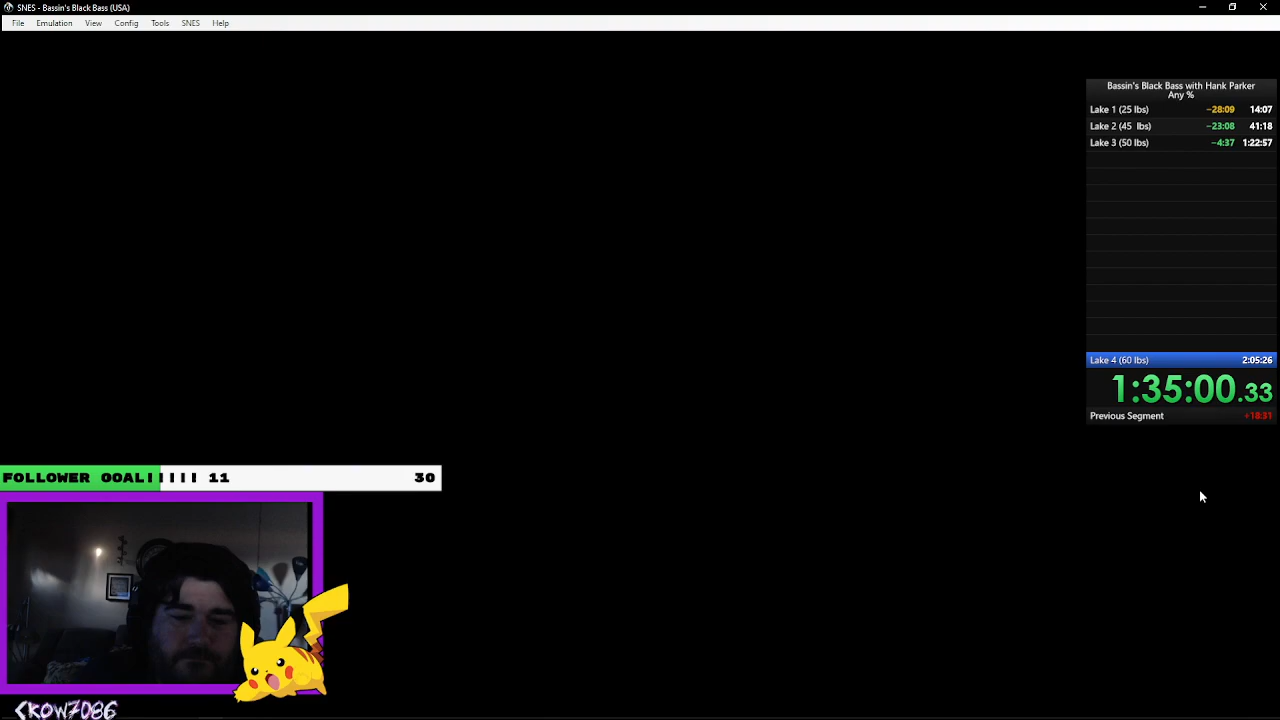 SNES - Bassin's Black Bass (USA)
File Emulation View Config Tools SNES Help
Bassin's Black Bass with Hank Parker
Any %
Lake 1 (25 lbs) −28:09 14:07
Lake 2 (45 lbs) −23:08 41:18
Lake 3 (50 lbs) −4:37 1:22:57
Lake 4 (60 lbs) 2:05:26
1:35:00.33
Previous Segment +18:31
FOLLOWER GOAL!!!!! 11 30
CKOW7086